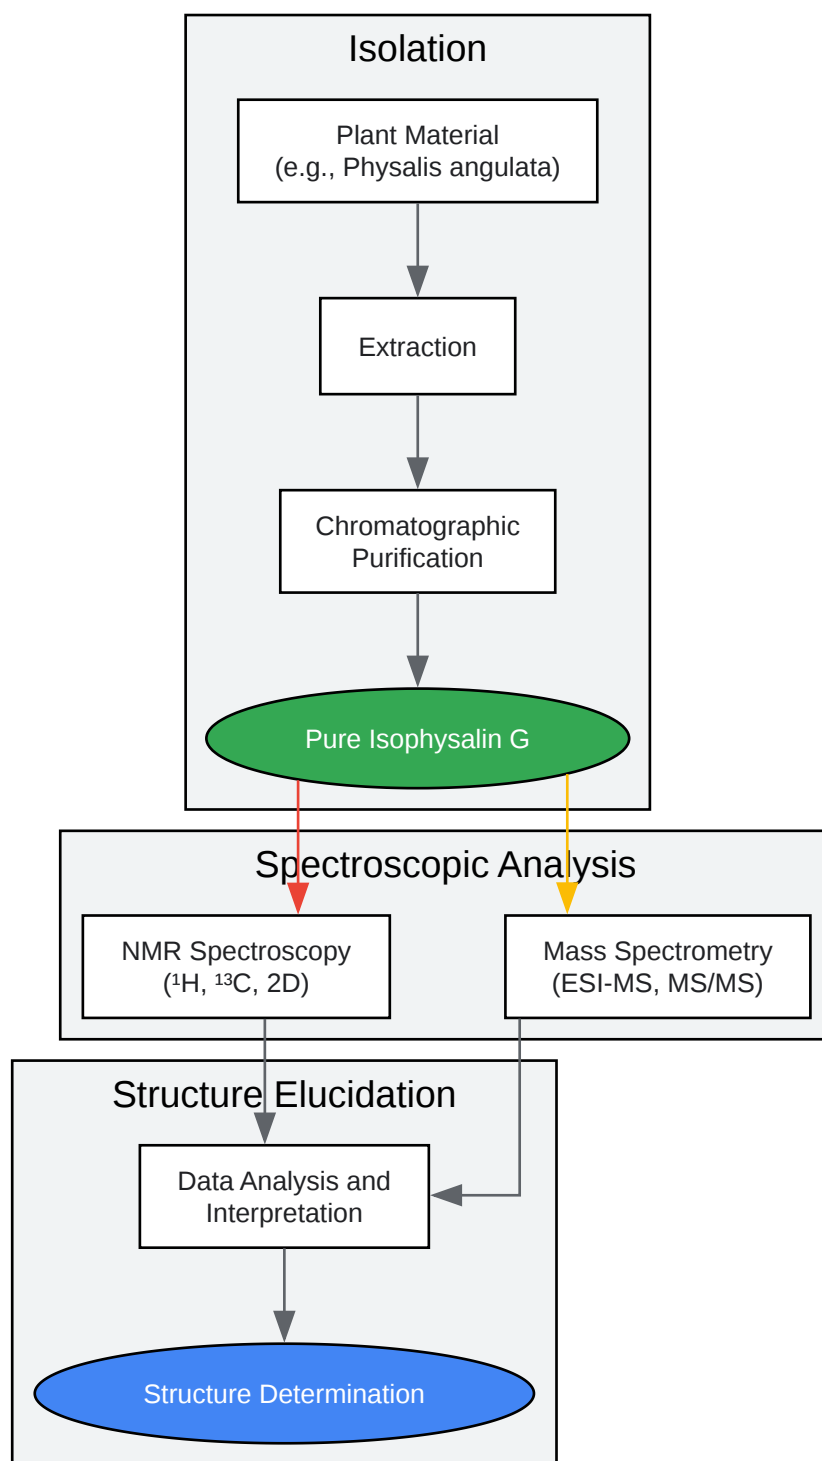 Isolation
Plant Material
(e.g., Physalis angulata)
Extraction
Chromatographic
Purification
Pure Isophysalin G
Spectroscopic Analysis
NMR Spectroscopy
(¹H, ¹³C, 2D)
Mass Spectrometry
(ESI-MS, MS/MS)
Structure Elucidation
Data Analysis and
Interpretation
Structure Determination